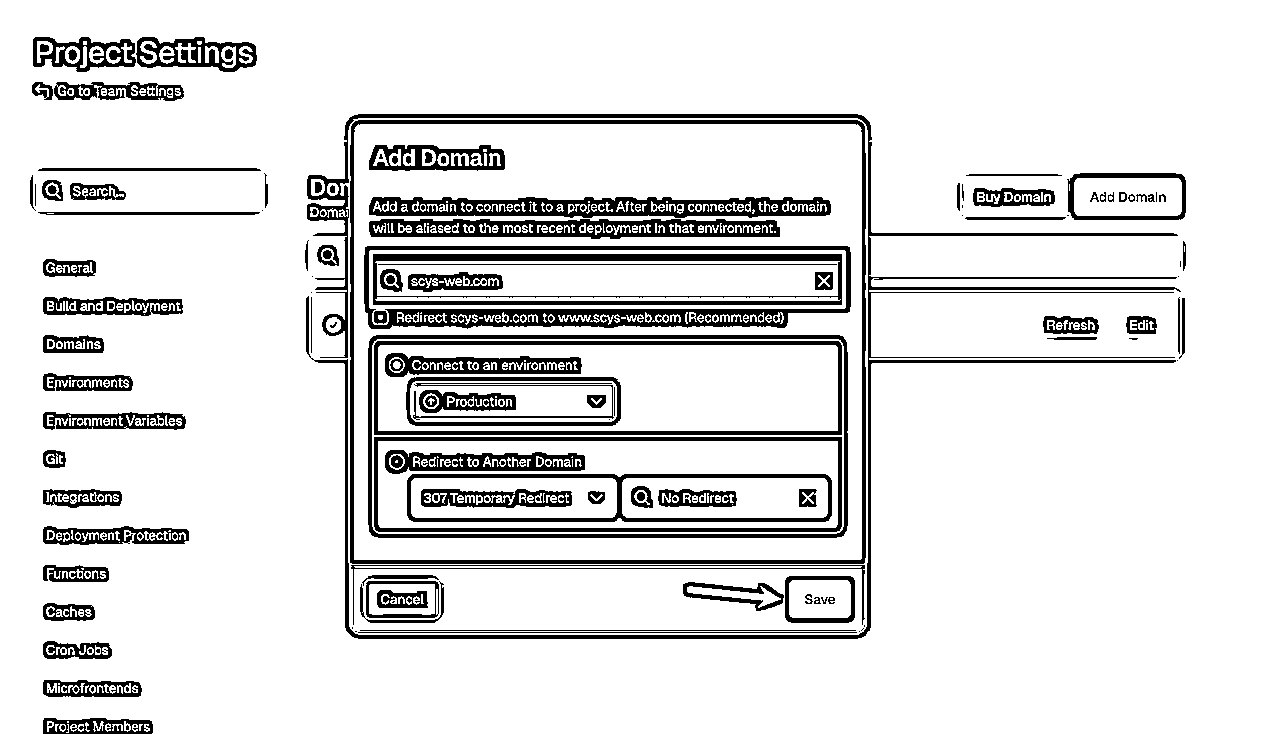 Project Settings
Go to Team Settings
Search...
General
Build and Deployment
Domains
Environments
Environment Variables
Git
Integrations
Deployment Protection
Functions
Caches
Cron Jobs
Microfrontends
Project Members
Don
Domai
Buy Domain
Add Domain
Refresh
Edit
Add Domain
Add a domain to connect it to a project. After being connected, the domain
will be aliased to the most recent deployment in that environment.
scys-web.com
Redirect scys-web.com to www.scys-web.com (Recommended)
Connect to an environment
Production
Redirect to Another Domain
307 Temporary Redirect
No Redirect
Cancel
Save